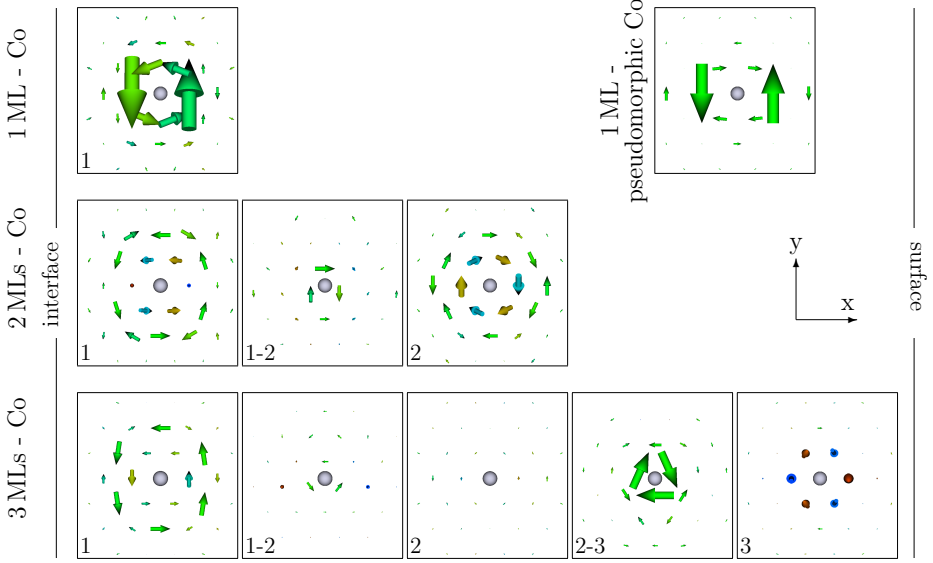 1 ML - Co
1
1 ML -
pseudomorphic Co
2 MLs - Co
interface
1
1-2
2
y
x
surface
3 MLs - Co
1
1-2
2
2-3
3